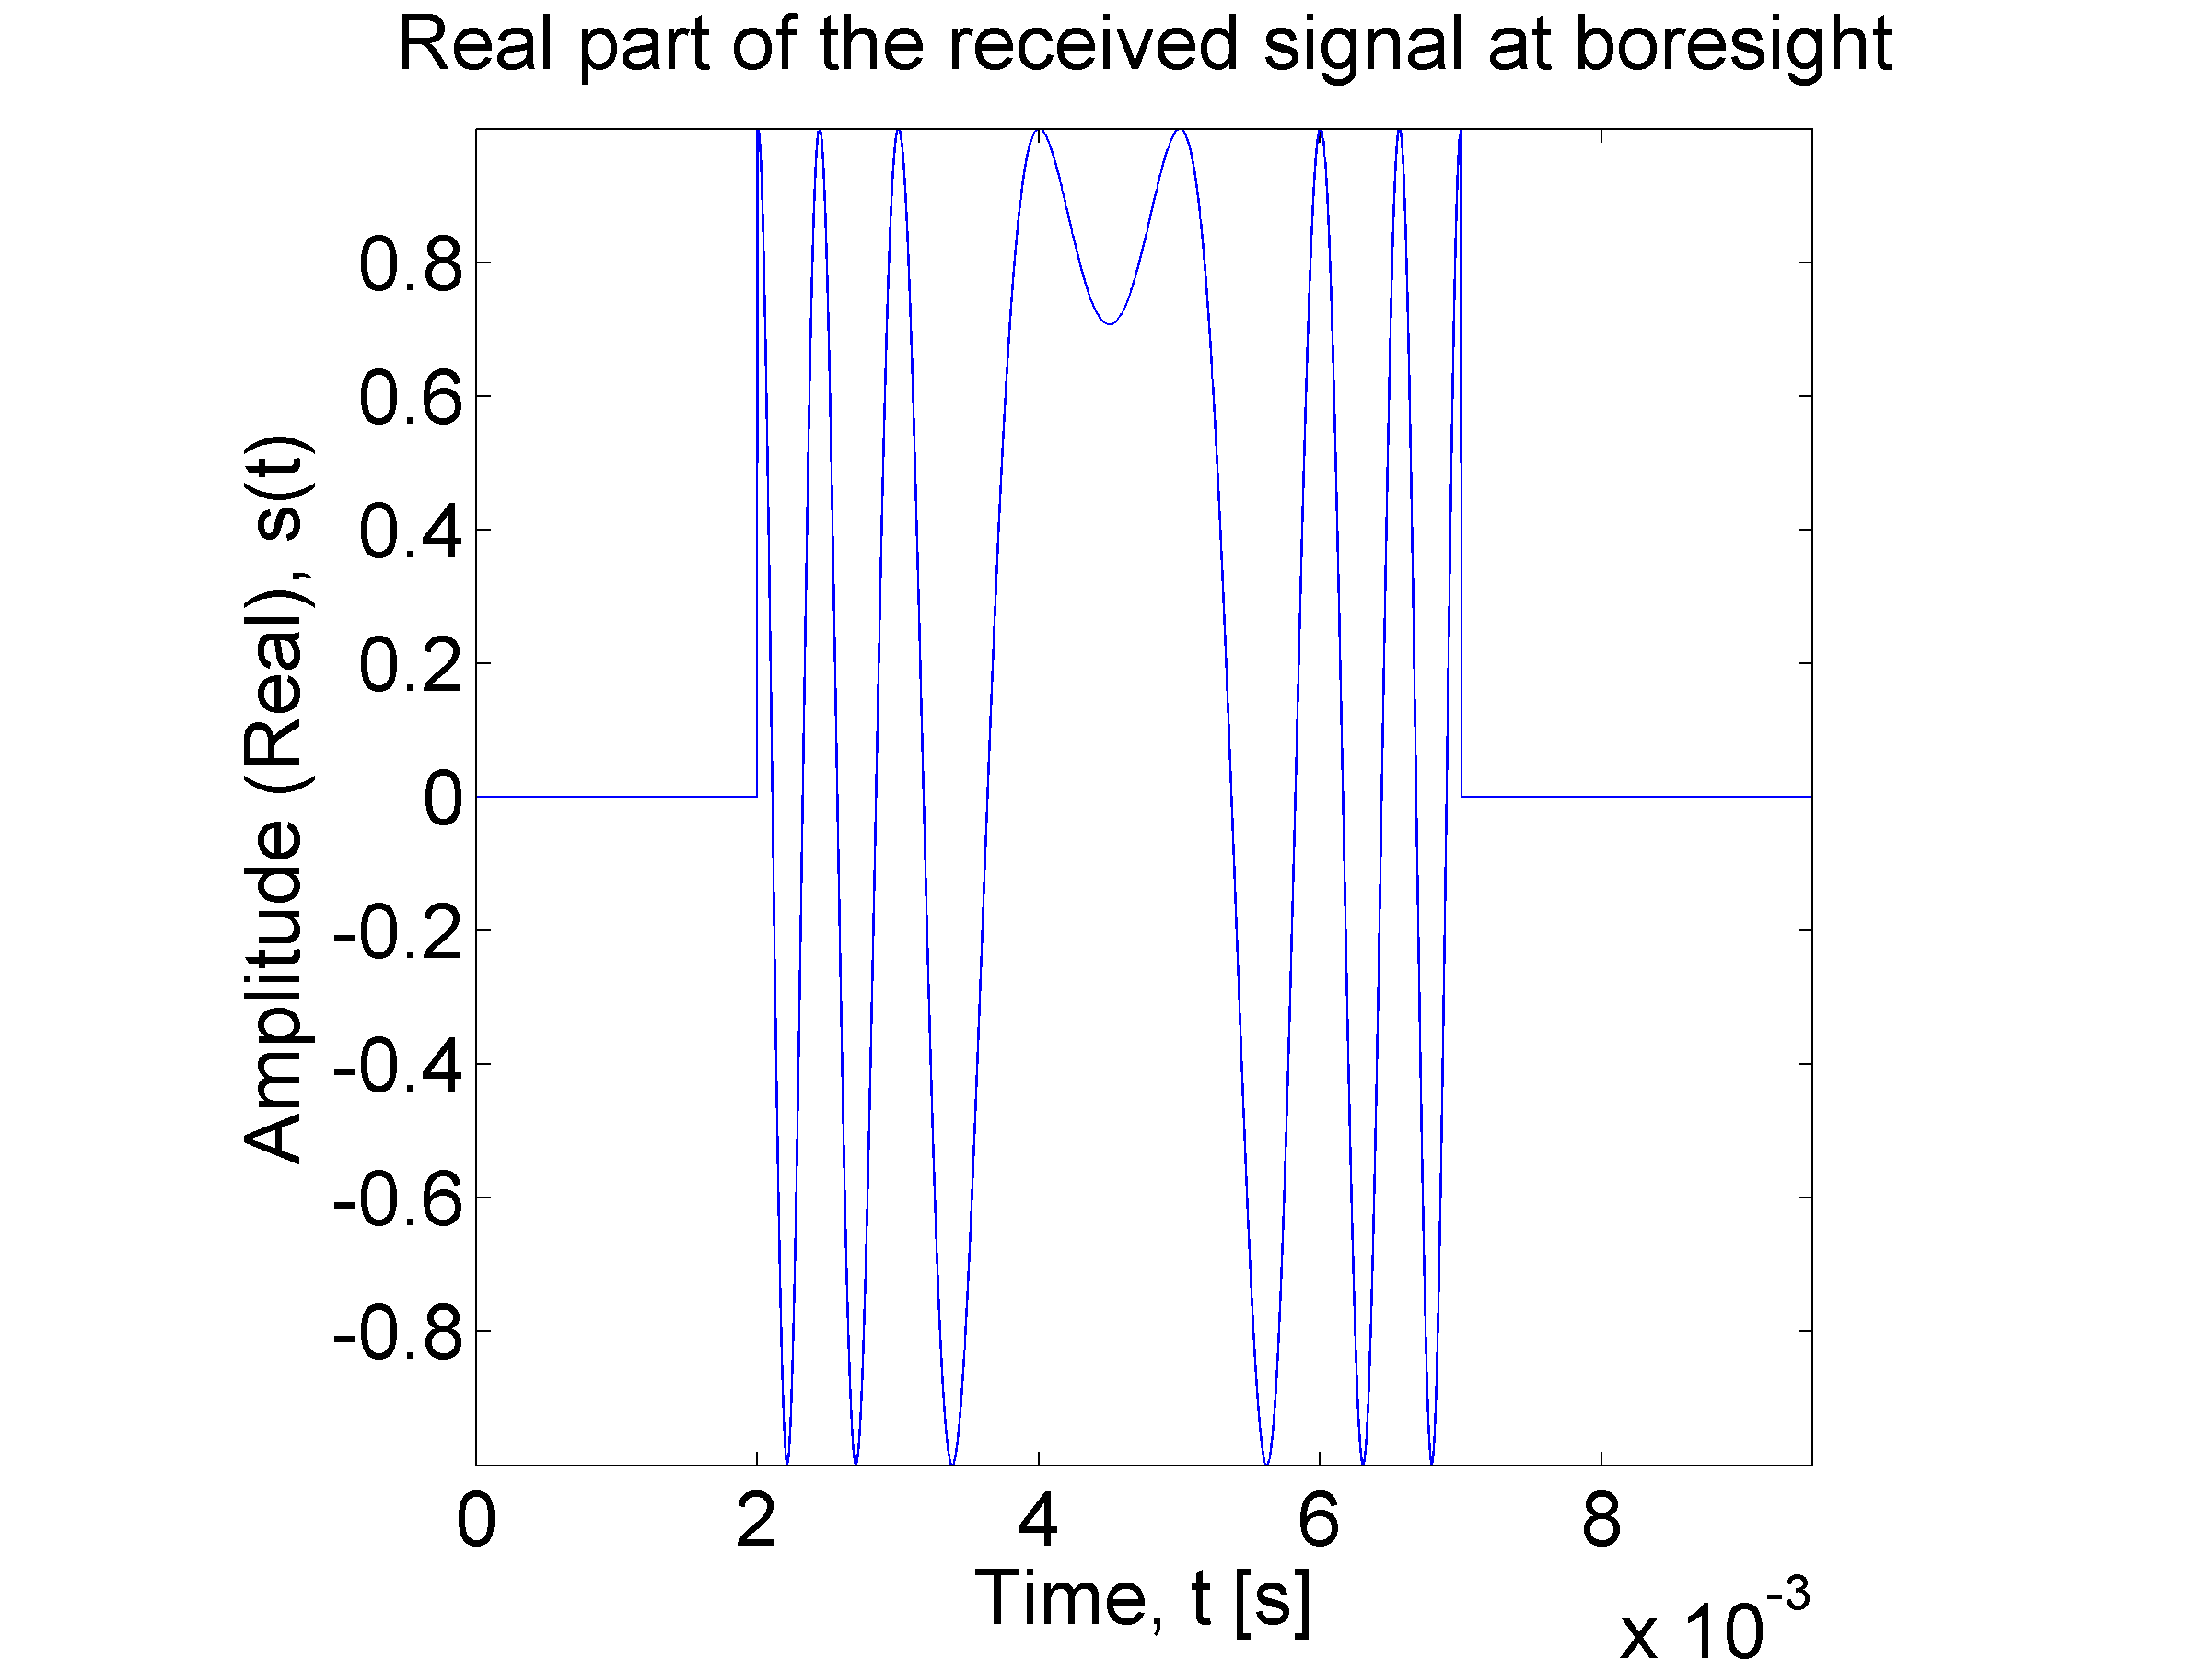 Real part of the received signal at boresight
Amplitude (Real), s(t)
0.8
0.6
0.4
0.2
0
-0.2
-0.4
-0.6
-0.8
0 2 4 6 8
Time, t [s]
x 10^-3